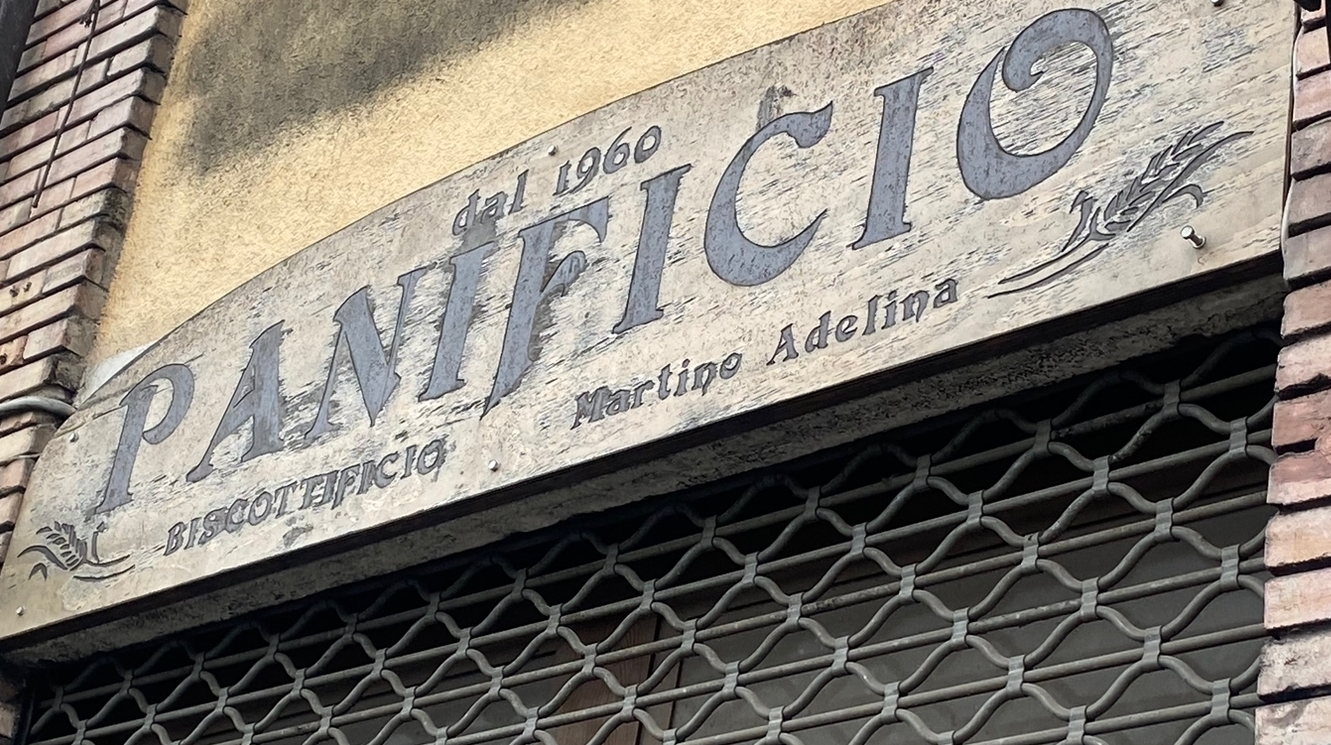 dal 1960
PANIFICIO
BISCOTTIFICIO
Martino Adelina